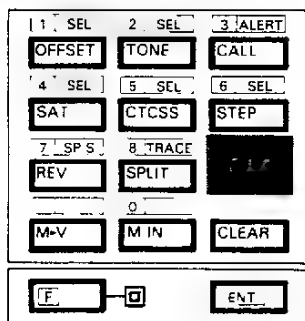 1 SEL 2 SEL 3 ALERT
OFFSET TONE CALL
4 SEL 5 SEL 6 SEL
SAT CTCSS STEP
7 SP S 8 TRACE
REV SPLIT
0
M▸V M IN CLEAR
F ENT